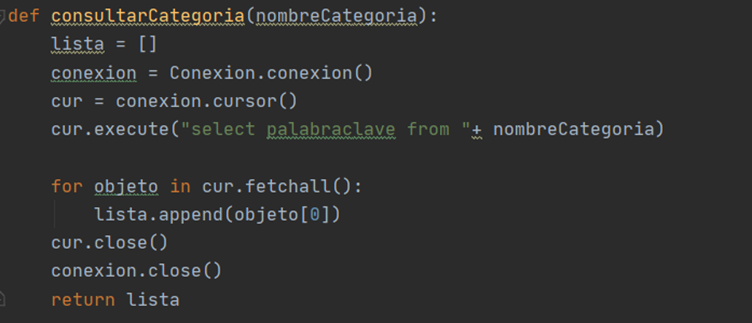 def consultarCategoria(nombreCategoria):
    lista = []
    conexion = Conexion.conexion()
    cur = conexion.cursor()
    cur.execute("select palabraclave from "+ nombreCategoria)

    for objeto in cur.fetchall():
        lista.append(objeto[0])
    cur.close()
    conexion.close()
    return lista